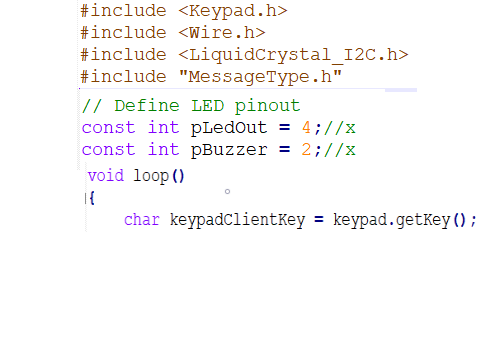 #include <Keypad.h>
#include <Wire.h>
#include <LiquidCrystal_I2C.h>
#include "MessageType.h"
// Define LED pinout
const int pLedOut = 4;//x
const int pBuzzer = 2;//x
void loop()
{
char keypadClientKey = keypad.getKey();